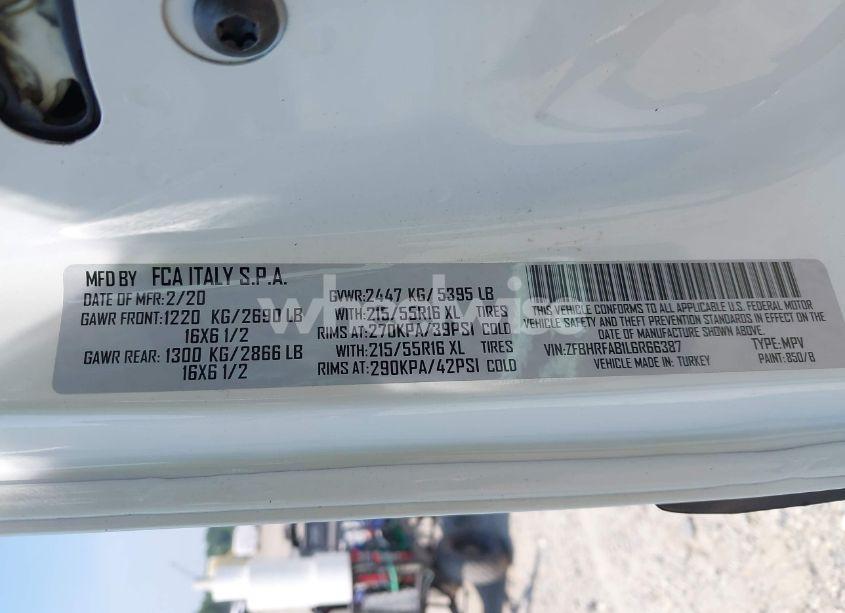 MFD BY FCA ITALY S.P.A.
DATE OF MFR: 2/20 GVWR: 2447 KG/ 5395 LB
GAWR FRONT: 1220 KG/2690 LB WITH: 215/55R16 XL TIRES
16X6 1/2 RIMS AT: 270KPA/39PSI COLD
GAWR REAR: 1300 KG/2866 LB WITH: 215/55R16 XL TIRES
16X6 1/2 RIMS AT: 290KPA/42PSI COLD
THIS VEHICLE CONFORMS TO ALL APPLICABLE U.S. FEDERAL MOTOR
VEHICLE SAFETY, BUMPER, AND THEFT PREVENTION STANDARDS IN EFFECT ON THE
DATE OF MANUFACTURE SHOWN ABOVE.
VIN: ZFBHRFAB1L6R66387 TYPE: MPV
VEHICLE MADE IN: TURKEY PAINT: 850/B